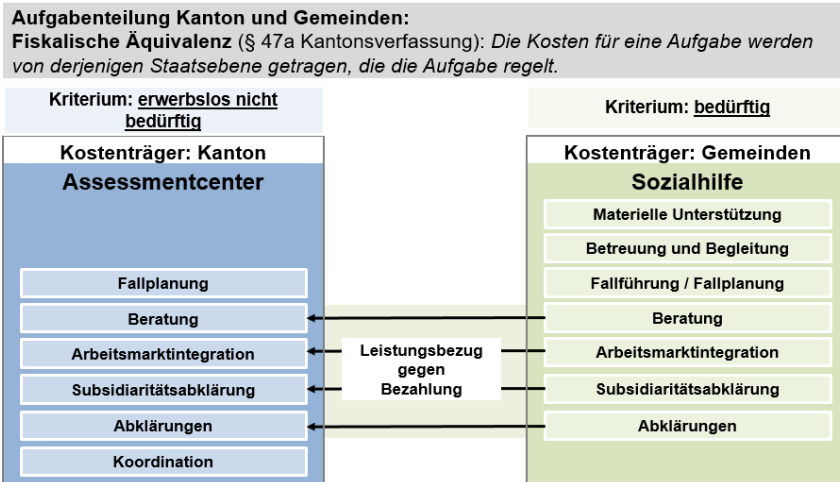 Aufgabenteilung Kanton und Gemeinden:
Fiskalische Äquivalenz (§ 47a Kantonsverfassung): Die Kosten für eine Aufgabe werden
von derjenigen Staatsebene getragen, die die Aufgabe regelt.
Kriterium: erwerbslos nicht
bedürftig
Kostenträger: Kanton
Assessmentcenter
Fallplanung
Beratung
Arbeitsmarktintegration
Subsidiaritätsabklärung
Abklärungen
Koordination
Leistungsbezug
gegen
Bezahlung
Kriterium: bedürftig
Kostenträger: Gemeinden
Sozialhilfe
Materielle Unterstützung
Betreuung und Begleitung
Fallführung / Fallplanung
Beratung
Arbeitsmarktintegration
Subsidiaritätsabklärung
Abklärungen